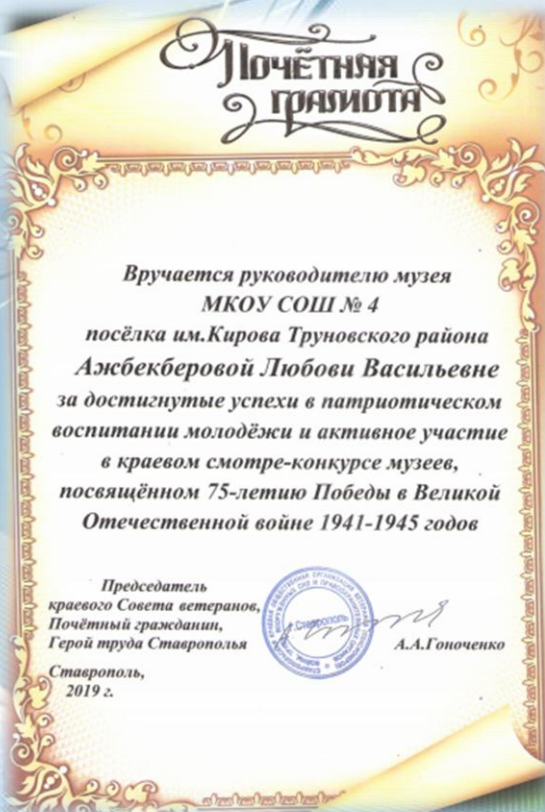 Почётная
грамота
Вручается руководителю музея
МКОУ СОШ № 4
посёлка им.Кирова Труновского района
Ажбекберовой Любови Васильевне
за достигнутые успехи в патриотическом
воспитании молодёжи и активное участие
в краевом смотре-конкурсе музеев,
посвящённом 75-летию Победы в Великой
Отечественной войне 1941-1945 годов
Председатель
краевого Совета ветеранов,
Почётный гражданин,
Герой труда Ставрополья
А.А.Гоноченко
г.Ставрополь
Ставрополь,
2019 г.